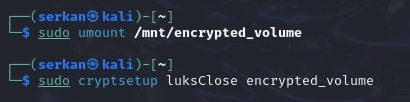 ┌──(serkan㉿kali)-[~]
└─$ sudo umount /mnt/encrypted_volume
┌──(serkan㉿kali)-[~]
└─$ sudo cryptsetup luksClose encrypted_volume